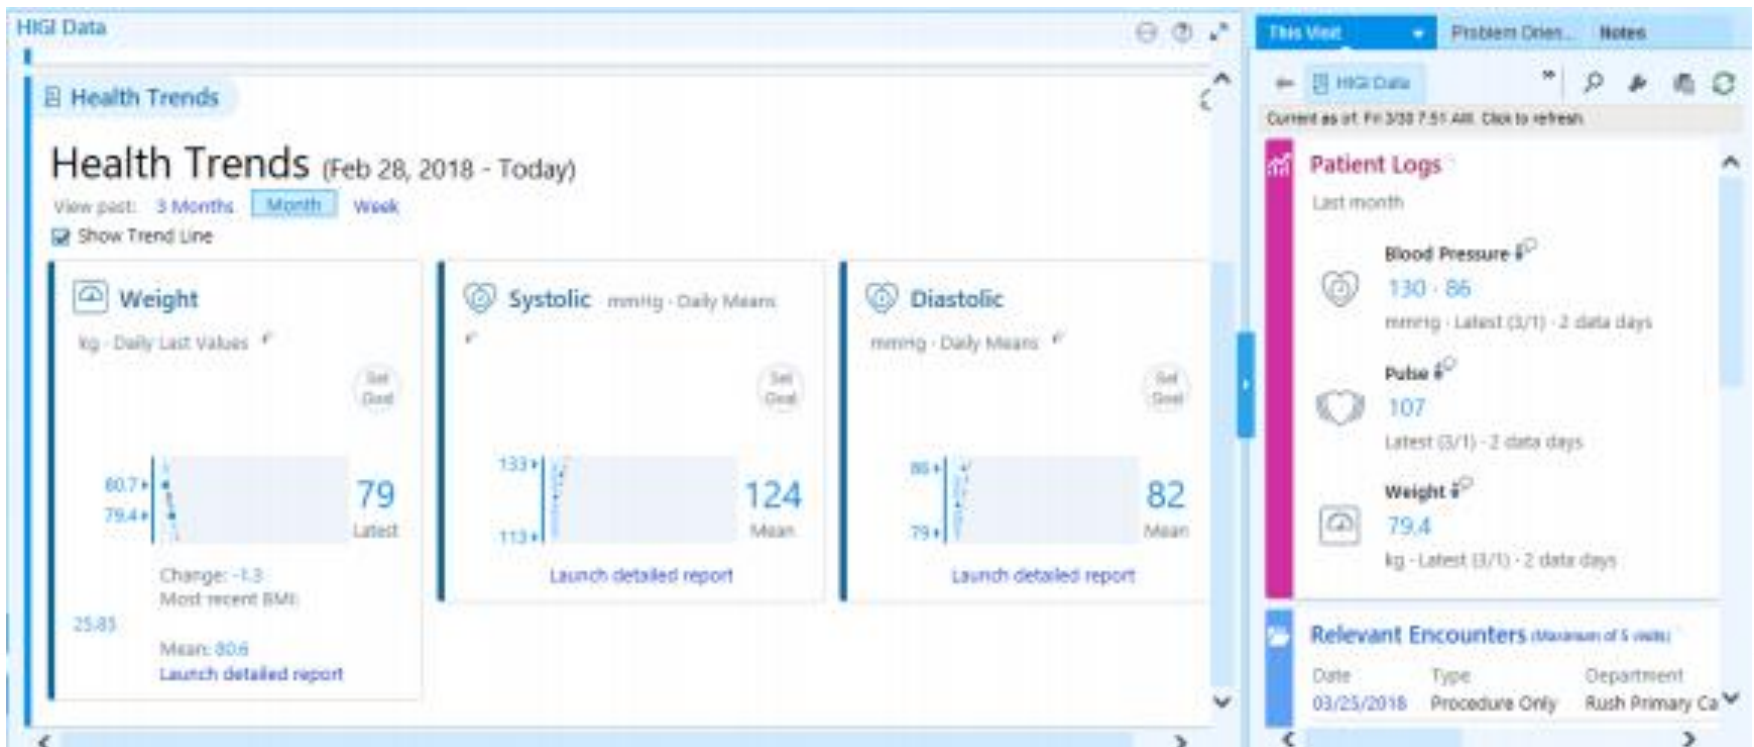 HIGI Data
Health Trends
Health Trends (Feb 28, 2018 - Today)
View past: 3 Months Month Week
Show Trend Line
Weight
kg - Daily Last Values
Set Goal
80.7
79.4
79
Latest
Change: -1.3
Most recent BMI:
25.85
Mean: 80.6
Launch detailed report
Systolic mmHg - Daily Means
Set Goal
133
113
124
Mean
Launch detailed report
Diastolic
mmHg - Daily Means
Set Goal
86
79
82
Mean
Launch detailed report
This Visit Problem Orien... Notes
HIGI Data
Current as of: Fri 3/30 7:51 AM. Click to refresh.
Patient Logs
Last month
Blood Pressure
130 - 86
mmHg - Latest (3/1) - 2 data days
Pulse
107
Latest (3/1) - 2 data days
Weight
79.4
kg - Latest (3/1) - 2 data days
Relevant Encounters (Maximum of 5 visits)
Date Type Department
03/25/2018 Procedure Only Rush Primary Ca